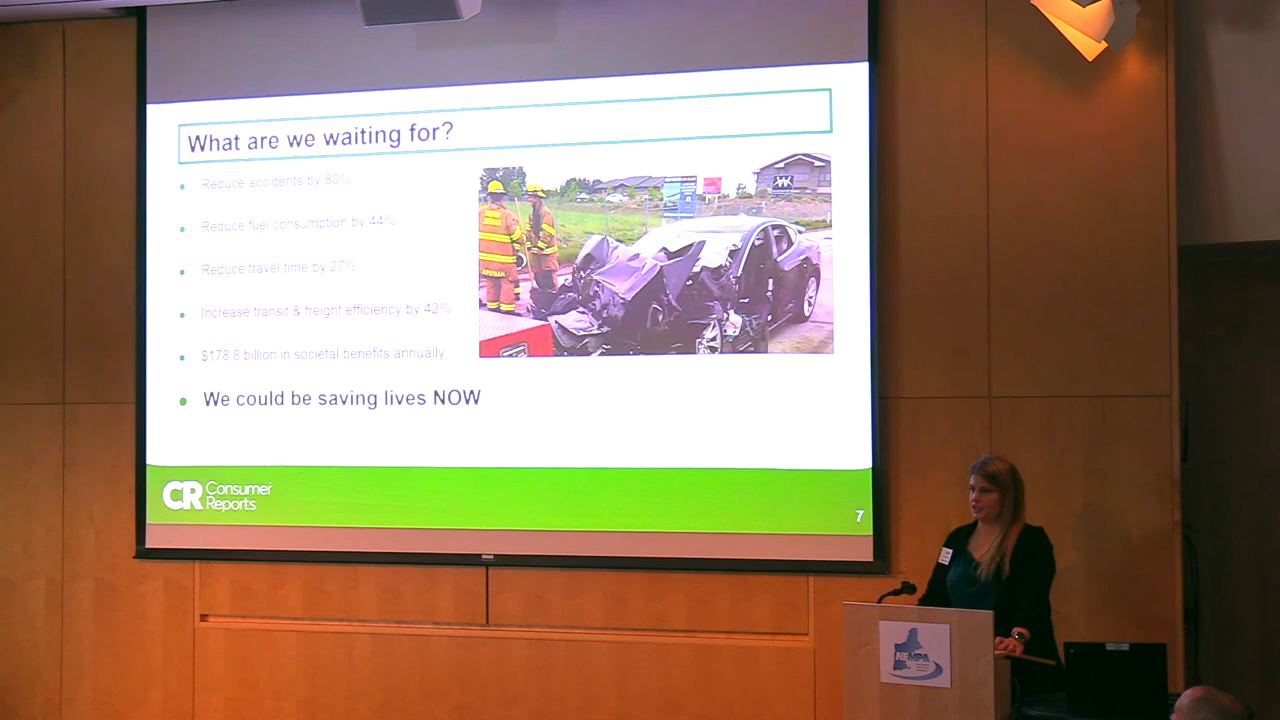 What are we waiting for?
Reduce accidents by 80%
Reduce fuel consumption by 44%
Reduce travel time by 27%
Increase transit & freight efficiency by 42%
$178.8 billion in societal benefits annually
We could be saving lives NOW
CR Consumer
Reports
7
NEMPA